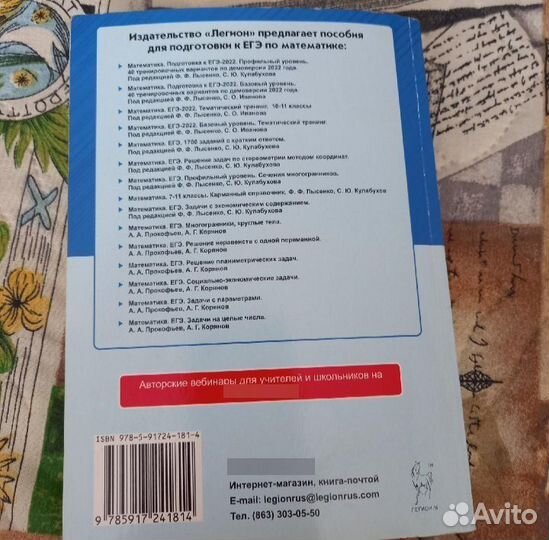 Издательство «Легион» предлагает пособия
для подготовки к ЕГЭ по математике:
Математика. Подготовка к ЕГЭ-2022. Профильный уровень.
40 тренировочных вариантов по демоверсии 2022 года.
Под редакцией Ф. Ф. Лысенко, С. Ю. Кулабухова
Математика. Подготовка к ЕГЭ-2022. Базовый уровень.
40 тренировочных вариантов по демоверсии 2022 года.
Под редакцией Ф. Ф. Лысенко, С. О. Иванова
Математика. ЕГЭ-2022. Тематический тренинг. 10-11 классы
Под редакцией Ф. Ф. Лысенко, С. О. Иванова
Математика. ЕГЭ-2022. Базовый уровень. Тематический тренинг.
Под редакцией Ф. Ф. Лысенко, С. О. Иванова
Математика. ЕГЭ. 1700 заданий с кратким ответом.
Под редакцией Ф. Ф. Лысенко, С. Ю. Кулабухова
Математика. ЕГЭ. Решение задач по стереометрии методом координат.
Под редакцией Ф. Ф. Лысенко, С. Ю. Кулабухова
Математика. ЕГЭ. Профильный уровень. Сечения многогранников.
Под редакцией Ф. Ф. Лысенко, С. Ю. Кулабухова
Математика. 7-11 классы. Карманный справочник. Ф. Ф. Лысенко, С. Ю. Кулабухов
Математика. ЕГЭ. Задачи с экономическим содержанием.
Под редакцией Ф. Ф. Лысенко, С. Ю. Кулабухова
Математика. ЕГЭ. Многогранники, круглые тела.
А. А. Прокофьев, А. Г. Корянов
Математика. ЕГЭ. Решение неравенств с одной переменной.
А. А. Прокофьев, А. Г. Корянов
Математика. ЕГЭ. Решение планиметрических задач.
А. А. Прокофьев, А. Г. Корянов
Математика. ЕГЭ. Социально-экономические задачи.
А. А. Прокофьев, А. Г. Корянов
Математика. ЕГЭ. Задачи с параметрами.
А. А. Прокофьев, А. Г. Корянов
Математика. ЕГЭ. Задачи на целые числа.
А. А. Прокофьев, А. Г. Корянов
Авторские вебинары для учителей и школьников на
ISBN 978-5-91724-181-4
9 785917 241814
Интернет-магазин, книга-почтой
E-mail: legionrus@legionrus.com
Тел. (863) 303-05-50
ЛЕГИОН
Avito